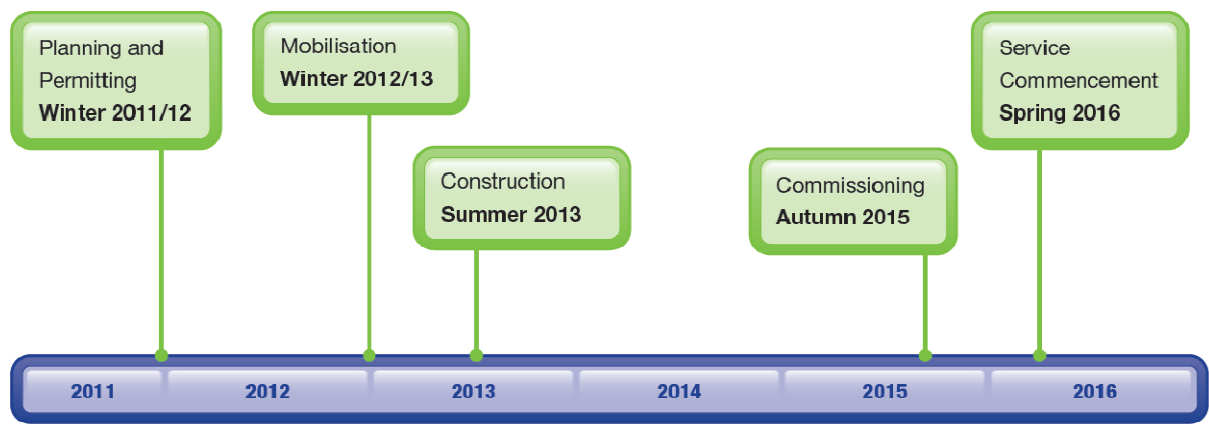 Planning and
Permitting
Winter 2011/12
Mobilisation
Winter 2012/13
Construction
Summer 2013
Commissioning
Autumn 2015
Service
Commencement
Spring 2016
2011
2012
2013
2014
2015
2016